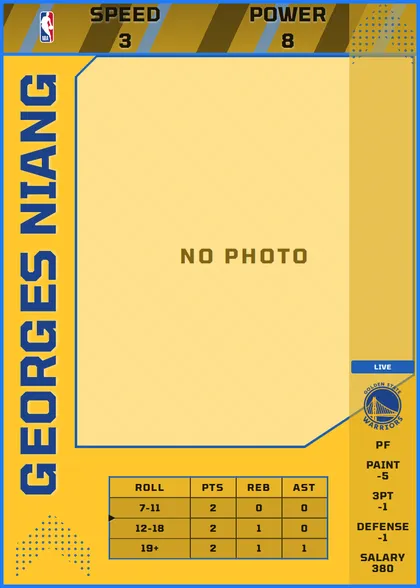 SPEED
3
POWER
8
NBA
GEORGES NIANG
NO PHOTO
LIVE
GOLDEN STATE
WARRIORS
PF
PAINT
-5
3PT
-1
DEFENSE
-1
SALARY
380
ROLL PTS REB AST
7-11 2 0 0
12-18 2 1 0
19+ 2 1 1